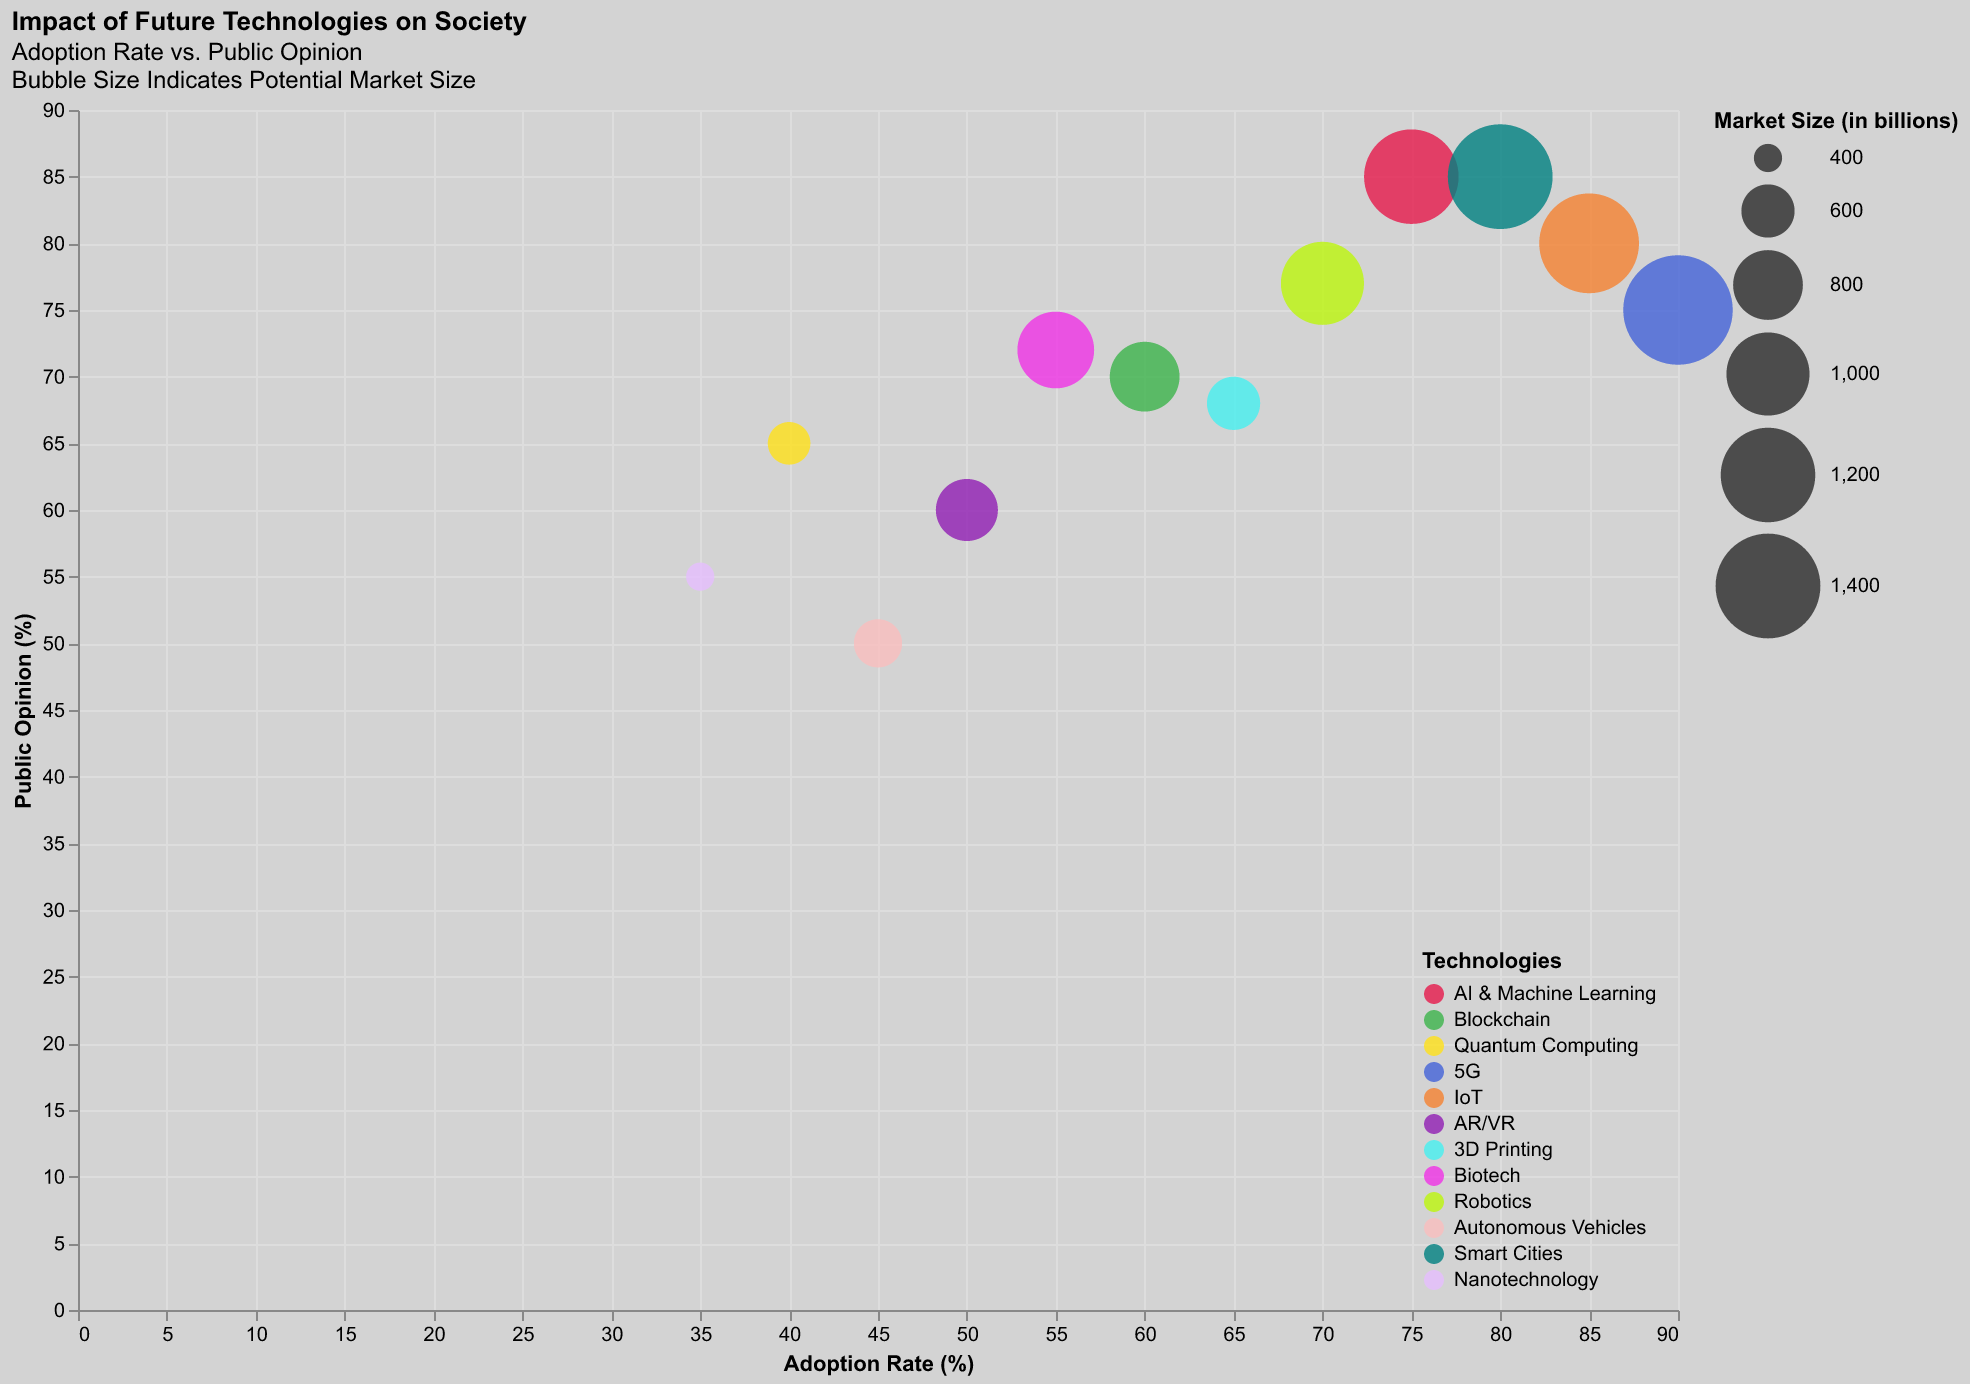 Impact of Future Technologies on Society
Adoption Rate vs. Public Opinion
Bubble Size Indicates Potential Market Size
90
85
80
75
70
65
60
55
50
45
40
35
30
25
20
15
10
5
0
Public Opinion (%)
0 5 10 15 20 25 30 35 40 45 50 55 60 65 70 75 80 85 90
Adoption Rate (%)
Market Size (in billions)
400
600
800
1,000
1,200
1,400
Technologies
AI & Machine Learning
Blockchain
Quantum Computing
5G
IoT
AR/VR
3D Printing
Biotech
Robotics
Autonomous Vehicles
Smart Cities
Nanotechnology